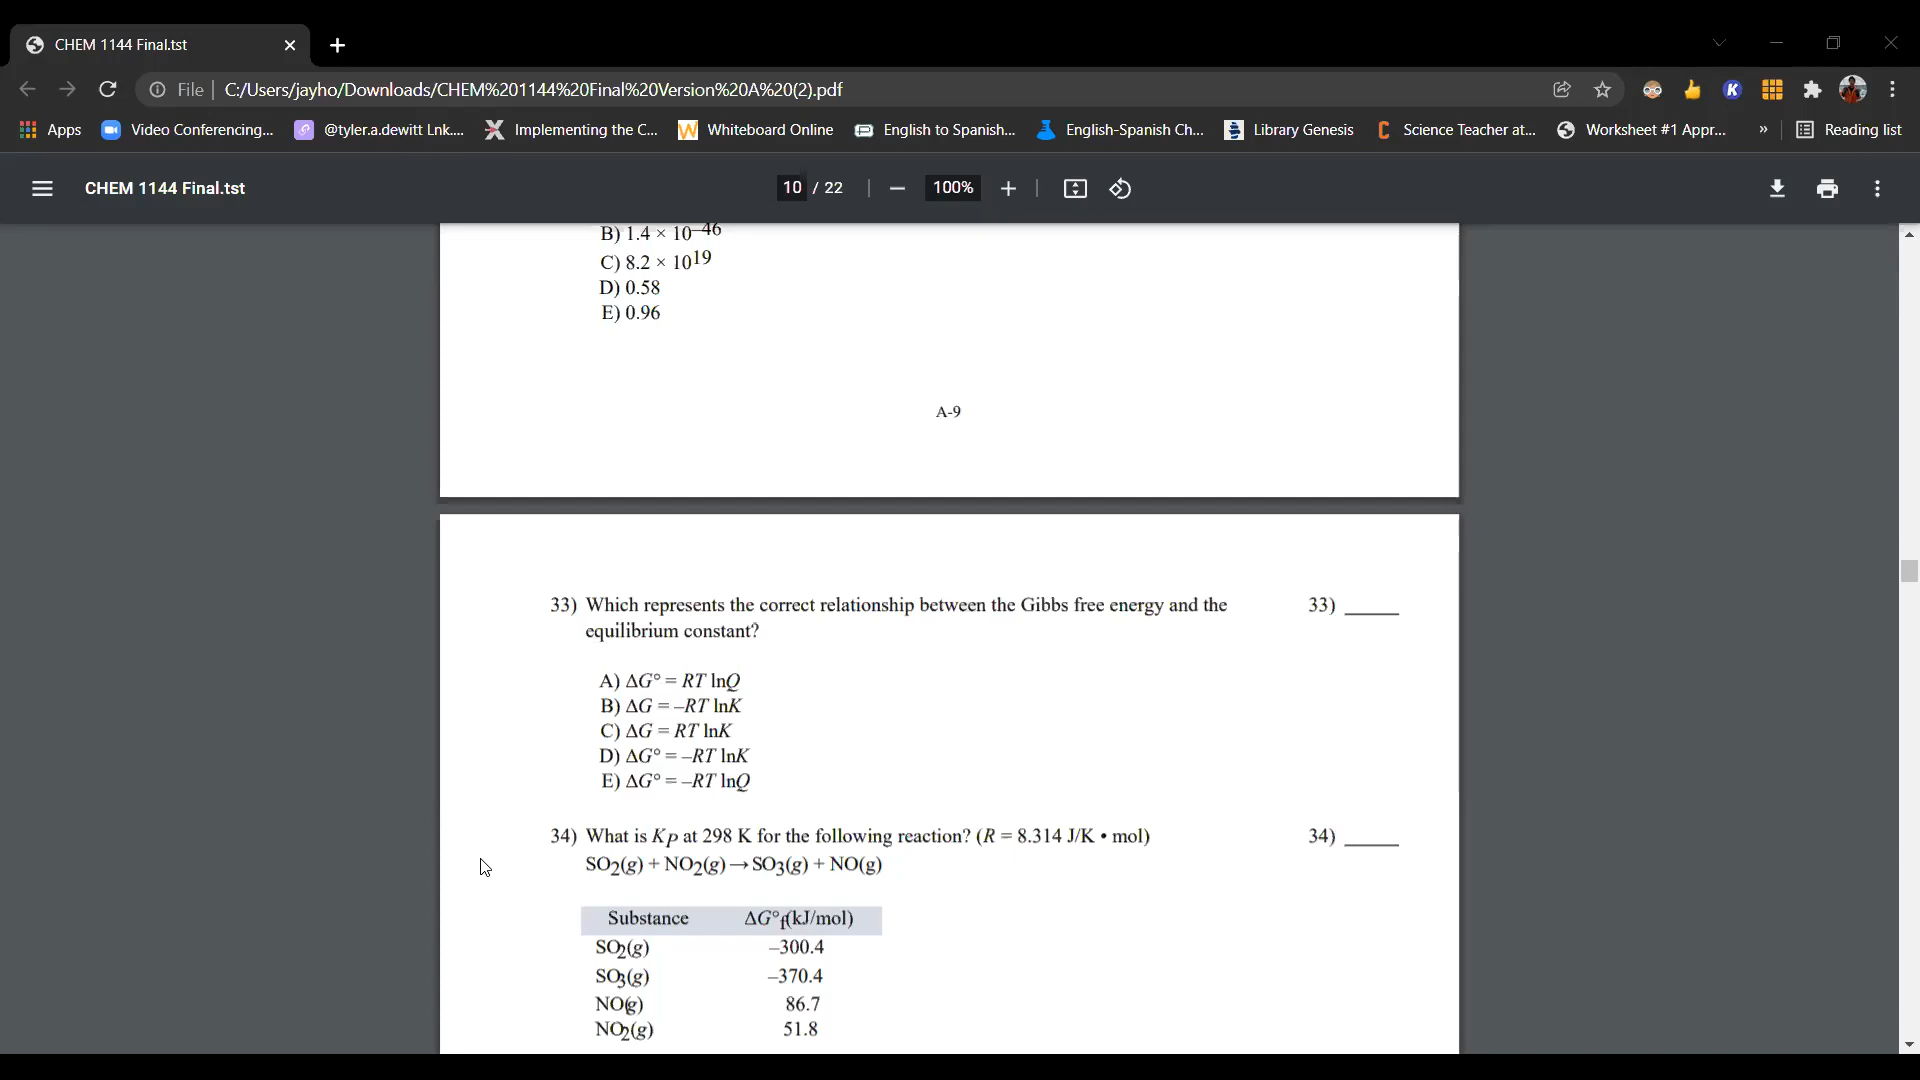 CHEM 1144 Final.tst
File
C:/Users/jayho/Downloads/CHEM%201144%20Final%20Version%20A%20(2).pdf
Apps Video Conferencing... @tyler.a.dewitt Lnk.... Implementing the C... Whiteboard Online English to Spanish... English-Spanish Ch... Library Genesis Science Teacher at... Worksheet #1 Appr... » Reading list
CHEM 1144 Final.tst 10 / 22 100%
B) 1.4 × 10–46
C) 8.2 × 1019
D) 0.58
E) 0.96
A-9
33) Which represents the correct relationship between the Gibbs free energy and the 33) _____
equilibrium constant?
A) ΔG° = RT lnQ
B) ΔG = –RT lnK
C) ΔG = RT lnK
D) ΔG° = –RT lnK
E) ΔG° = –RT lnQ
34) What is KP at 298 K for the following reaction? (R = 8.314 J/K • mol) 34) _____
SO2(g) + NO2(g) → SO3(g) + NO(g)
Substance ΔG°f(kJ/mol)
SO2(g) –300.4
SO3(g) –370.4
NO(g) 86.7
NO2(g) 51.8